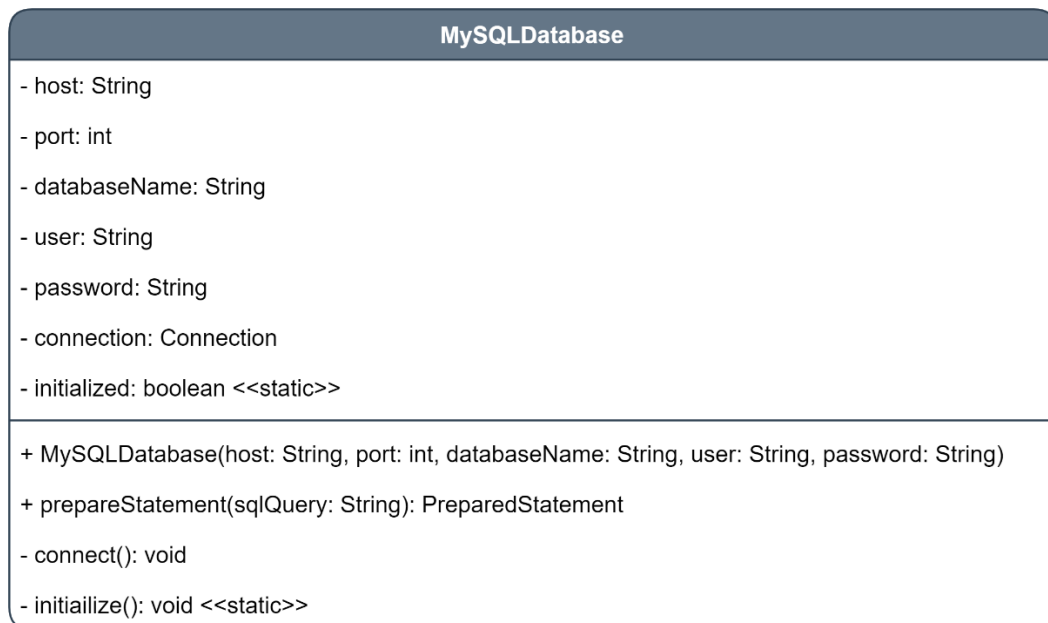 MySQLDatabase
- host: String
- port: int
- databaseName: String
- user: String
- password: String
- connection: Connection
- initialized: boolean <<static>>
+ MySQLDatabase(host: String, port: int, databaseName: String, user: String, password: String)
+ prepareStatement(sqlQuery: String): PreparedStatement
- connect(): void
- initiailize(): void <<static>>